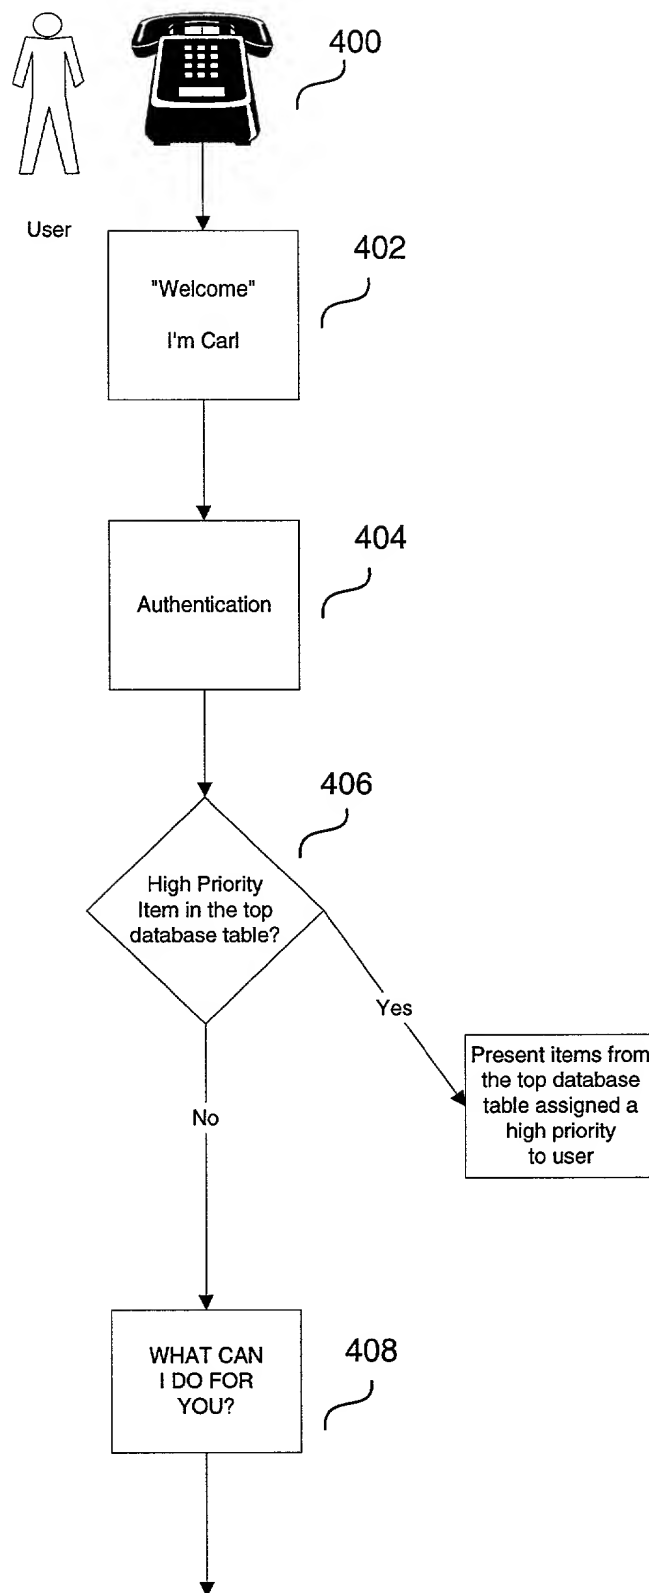 400
User
402
"Welcome"
I'm Carl
404
Authentication
406
High Priority
Item in the top
database table?
Yes
Present items from
the top database
table assigned a
high priority
to user
No
408
WHAT CAN
I DO FOR
YOU?